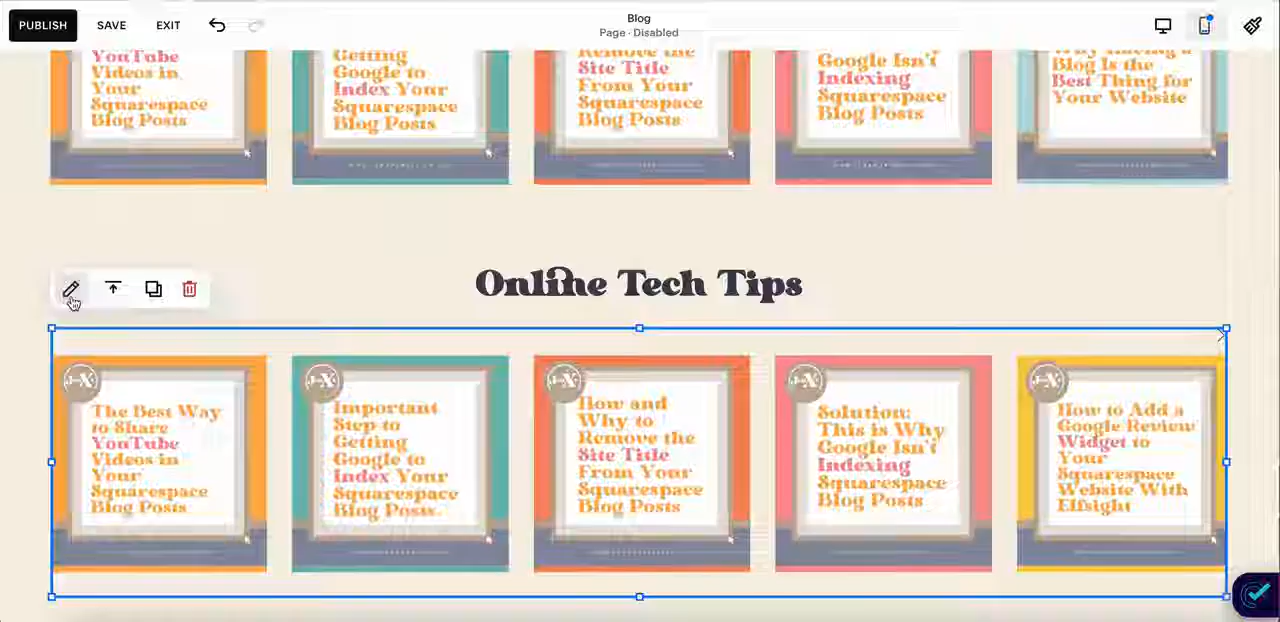 PUBLISH SAVE EXIT
Blog
Page · Disabled
YouTube
Videos in
Your
Squarespace
Blog Posts
Getting
Google to
Index Your
Squarespace
Blog Posts
Remove the
Site Title
From Your
Squarespace
Blog Posts
Google Isn't
Indexing
Squarespace
Blog Posts
Why Having a
Blog Is the
Best Thing for
Your Website
Online Tech Tips
The Best Way
to Share
YouTube
Videos in
Your
Squarespace
Blog Posts
Important
Step to
Getting
Google to
Index Your
Squarespace
Blog Posts
How and
Why to
Remove the
Site Title
From Your
Squarespace
Blog Posts
Solution:
This is Why
Google Isn't
Indexing
Squarespace
Blog Posts
How to Add a
Google Review
Widget to
Your
Squarespace
Website With
Elfsight